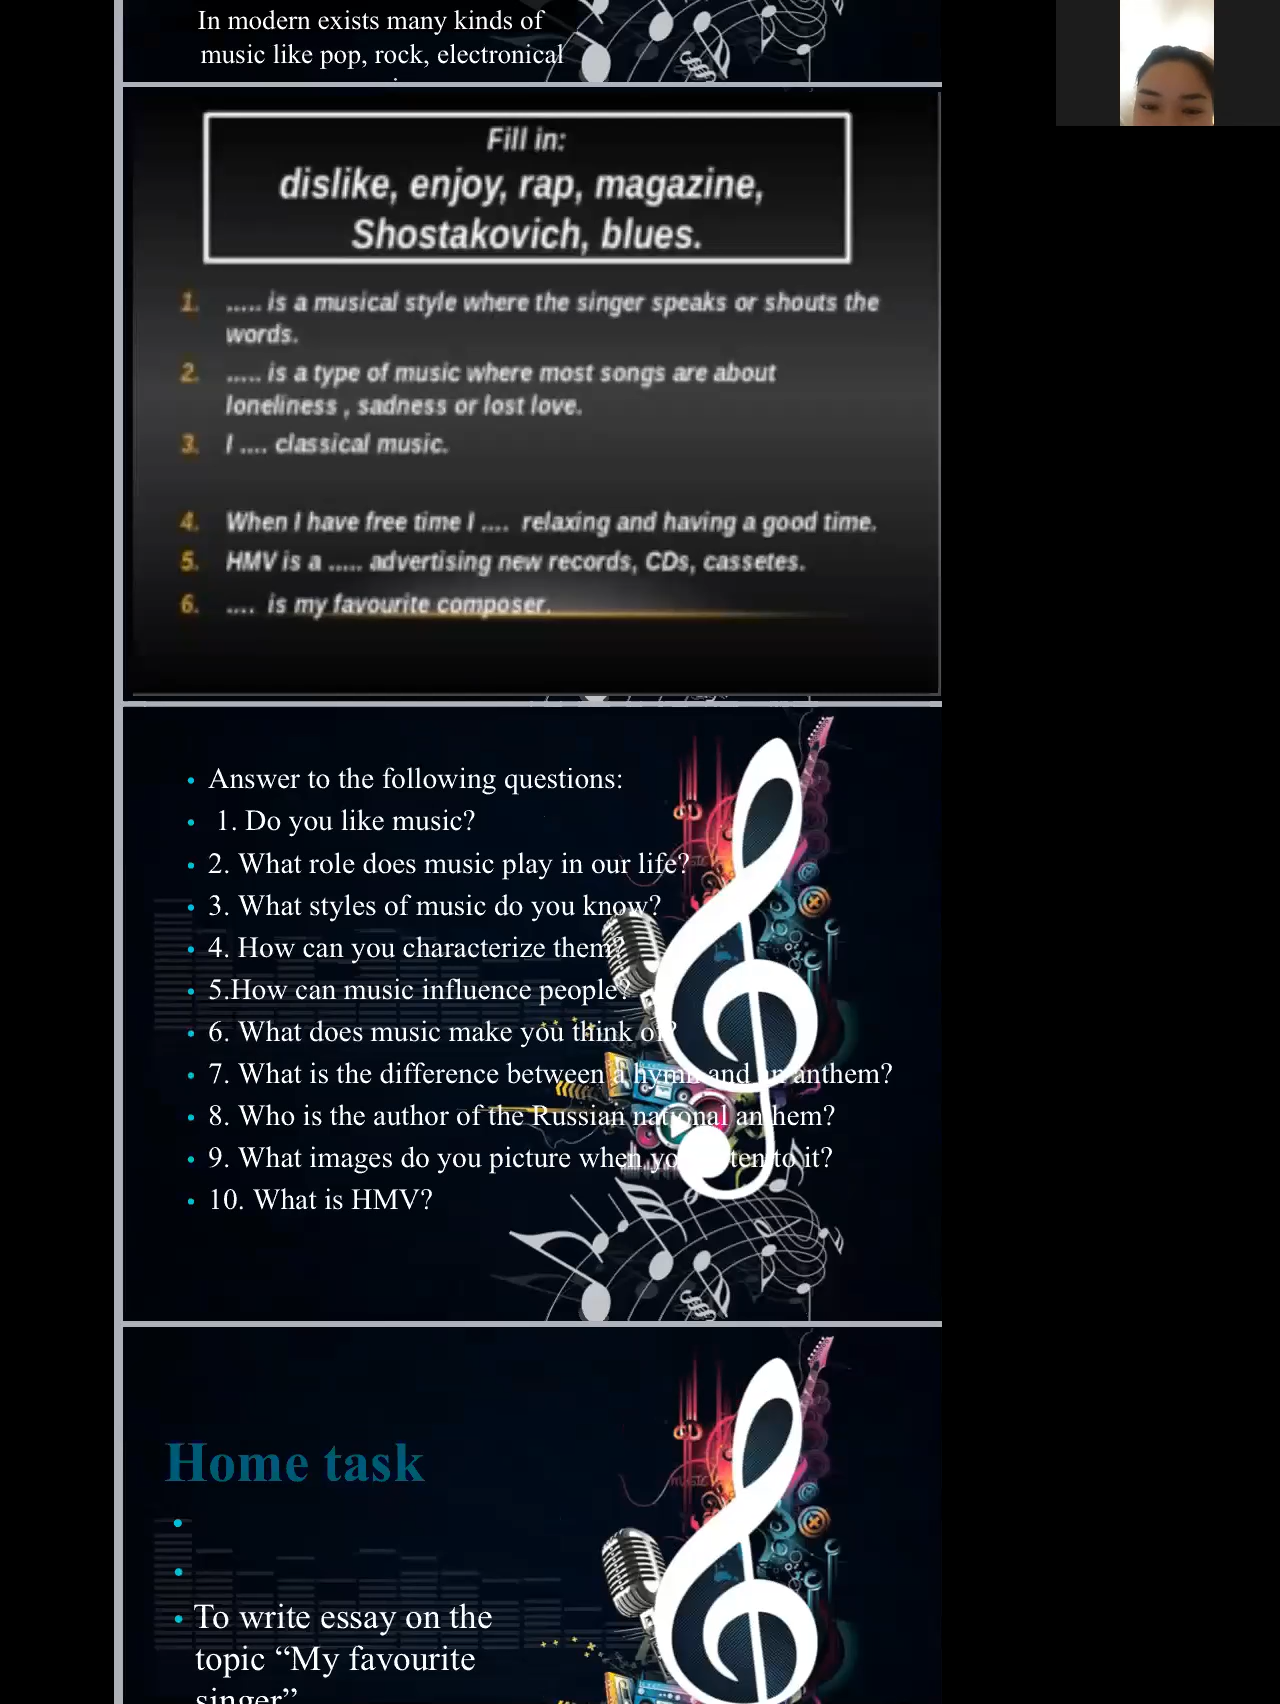 In modern exists many kinds of
music like pop, rock, electronical
Fill in:
dislike, enjoy, rap, magazine,
Shostakovich, blues.
1. ..... is a musical style where the singer speaks or shouts the
words.
2. ..... is a type of music where most songs are about
loneliness , sadness or lost love.
3. I .... classical music.
4. When I have free time I .... relaxing and having a good time.
5. HMV is a ..... advertising new records, CDs, cassetes.
6. .... is my favourite composer.
• Answer to the following questions:
• 1. Do you like music?
• 2. What role does music play in our life?
• 3. What styles of music do you know?
• 4. How can you characterize them?
• 5.How can music influence people?
• 6. What does music make you think of?
• 7. What is the difference between a hymn and an anthem?
• 8. Who is the author of the Russian national anthem?
• 9. What images do you picture when you listen to it?
• 10. What is HMV?
Home task
•
•
• To write essay on the
topic “My favourite
singer”